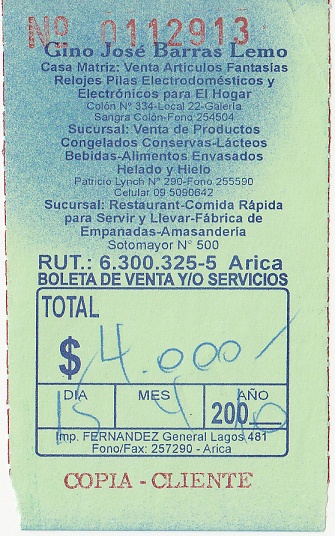 Nº 0112913
Gino José Barras Lemo
Casa Matriz: Venta Articulos Fantasías
Relojes Pilas Electrodomésticos y
Electrónicos para El Hogar
Colón Nº 334-Local 22-Galería
Sangra Colón-Fono 254504
Sucursal: Venta de Productos
Congelados Conservas-Lácteos
Bebidas-Alimentos Envasados
Helado y Hielo
Patricio Lynch Nº 290-Fono 255590
Celular 09 5090642
Sucursal: Restaurant-Comida Rápida
para Servir y Llevar-Fábrica de
Empanadas-Amasandería
Sotomayor N° 500
RUT.: 6.300.325-5 Arica
BOLETA DE VENTA Y/O SERVICIOS
TOTAL
$ 4.000/
DIA MES AÑO
15 4 200 10
Imp. FERNANDEZ General Lagos 481
Fono/Fax: 257290 - Arica
COPIA - CLIENTE